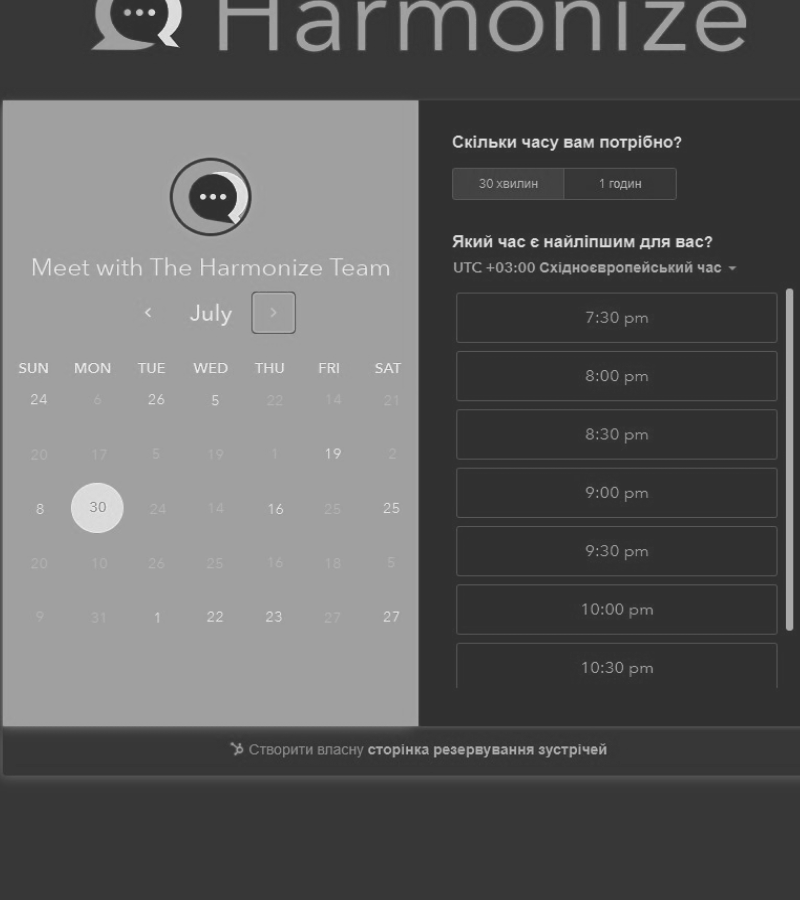 Harmonize
Meet with The Harmonize Team
July
SUN MON TUE WED THU FRI SAT
24 6 26 5 22 14 21
20 17 5 19 1 19 2
8 30 24 14 16 25 25
20 10 26 25 16 18 5
9 31 1 22 23 27 27
Скільки часу вам потрібно?
30 хвилин 1 годин
Який час є найліпшим для вас?
UTC +03:00 Східноєвропейський час
7:30 pm
8:00 pm
8:30 pm
9:00 pm
9:30 pm
10:00 pm
10:30 pm
Створити власну сторінка резервування зустрічей